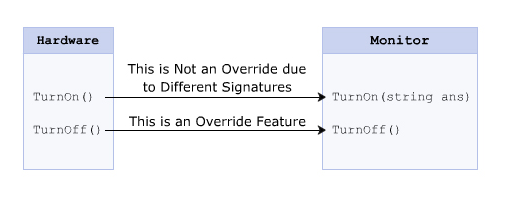 Hardware
Monitor
This is Not an Override due
to Different Signatures
TurnOn()
TurnOn(string ans)
This is an Override Feature
TurnOff()
TurnOff()